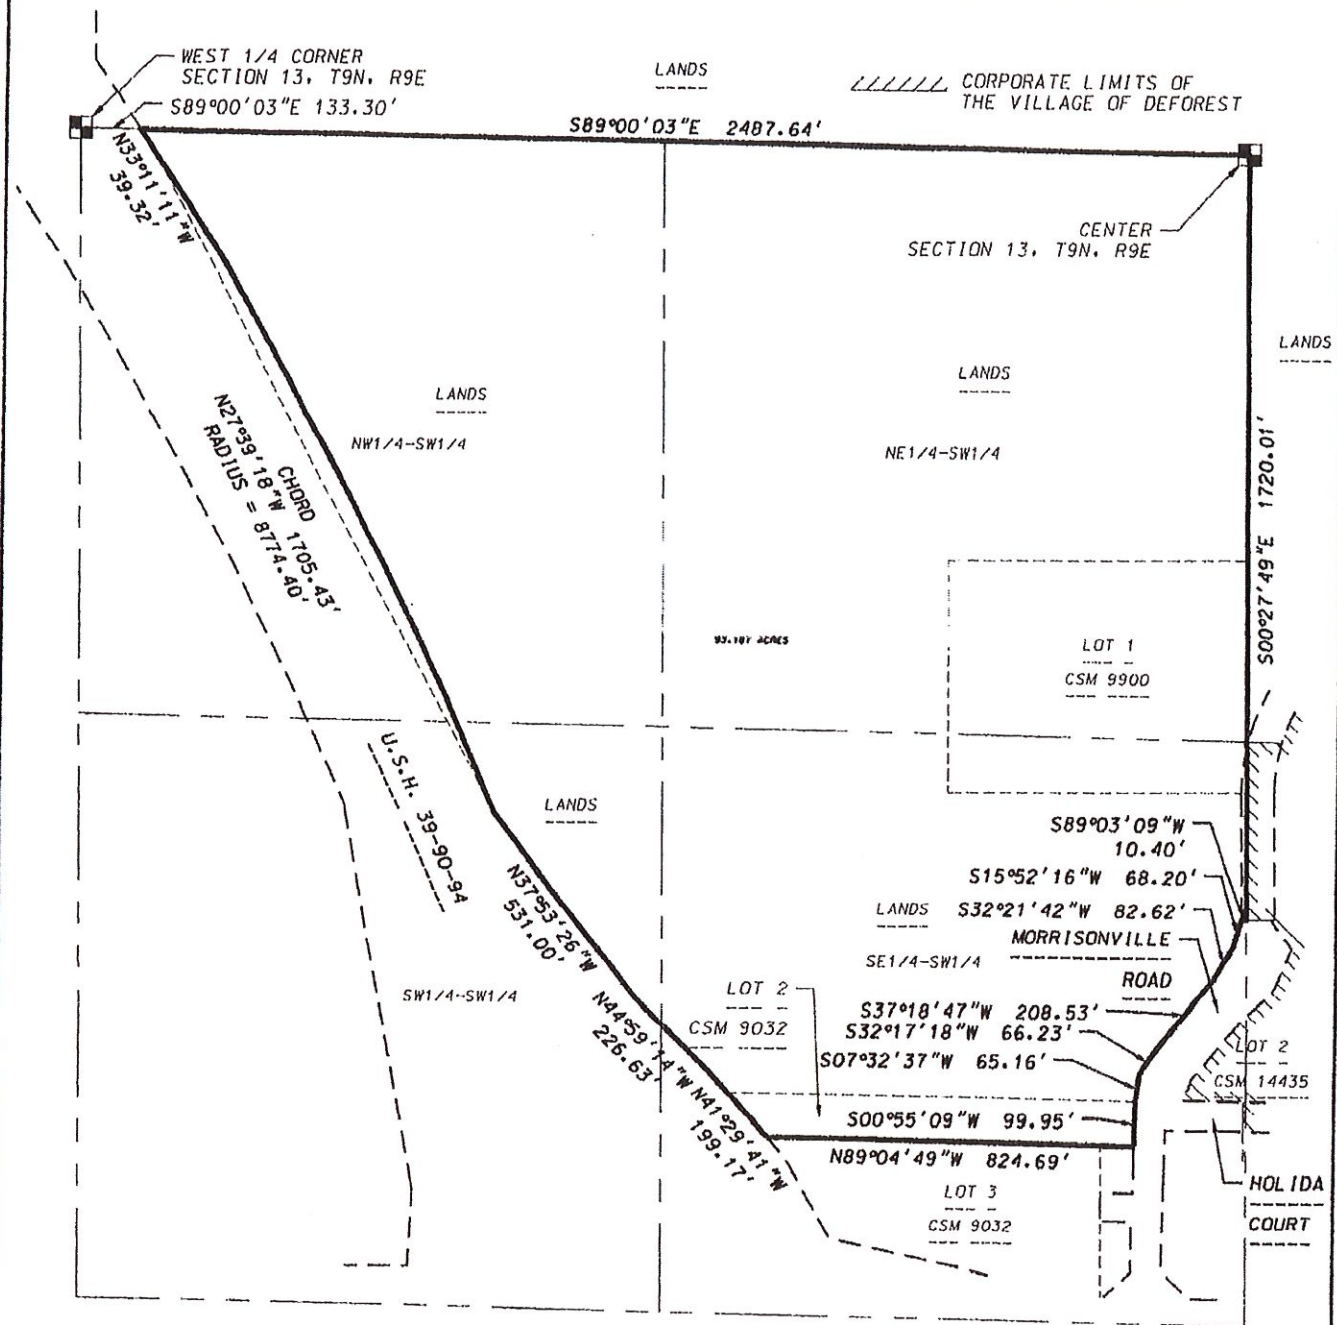 WEST 1/4 CORNER
SECTION 13, T9N, R9E
S89°00'03"E 133.30'
LANDS
CORPORATE LIMITS OF
THE VILLAGE OF DEFOREST
S89°00'03"E 2487.64'
N33°11'11"W
39.32'
CENTER
SECTION 13, T9N, R9E
LANDS
LANDS
LANDS
NW1/4-SW1/4
NE1/4-SW1/4
S00°27'49"E 1720.01'
CHORD
N27°39'18"W 1705.43'
RADIUS = 8774.40'
ACRES
LOT 1
CSM 9900
U.S.H. 39-90-94
LANDS
S89°03'09"W
10.40'
S15°52'16"W 68.20'
LANDS
S32°21'42"W 82.62'
MORRISONVILLE
ROAD
SE1/4-SW1/4
N37°53'26"W
531.00'
SW1/4-SW1/4
LOT 2
CSM 9032
N44°59'14"W
226.63'
S37°18'47"W 208.53'
S32°17'18"W 66.23'
S07°32'37"W 65.16'
LOT 2
CSM 14435
N41°29'41"W
199.17'
S00°55'09"W 99.95'
N89°04'49"W 824.69'
LOT 3
CSM 9032
HOLIDA
COURT